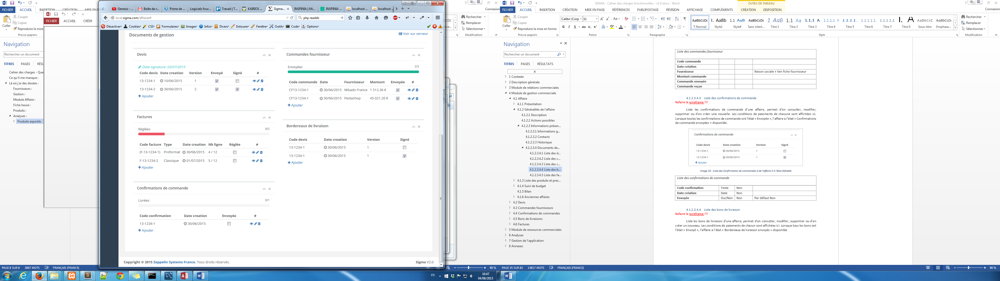 FICHIER ACCUEIL INSERTION CRÉATION MISE EN P
Coller
Couper
Copier
Reproduire la mise
Presse-papiers
FICHIER ACCUEIL CRÉER
Navigation
Rechercher un document
TITRES PAGES RÉSU
Cahier des charges - Que
Ce qu'il me manque :
Là où j'ai des doutes :
Fournisseurs :
Gestion :
Module Affaire :
Fiche heure :
Produits :
Analyses :
Produits exportés
PAGE 8 SUR 8 2067 MOTS FRANÇAIS (FRANCE)
Genesis - ...
Boîte de r...
Prime de ...
Logiciels four...
Travail | T...
KAIRIOS ...
Sigma...
INSPINIA | Mi...
INSPINIA ...
localhost ...
localhost ...
local.sigma.com/affaires#
php readdir
Désactiver Cookies CSS Formulaires Images Infos Divers Entourer Fenêtre Outils Code Options
Documents de gestion
Voir sur serveur
Devis
Date signature: 03/07/2015
Code devis Date creation Version Envoyé Signé #
13-1234-1 10/06/2015 1
13-1234-2 30/06/2015 2
Ajouter
Factures
Réglées 0/2
Code facture Type Date creation Nb ligne Réglée #
(F-13-1234-1) Proformat 30/06/2015 4 / 12
F-13-1234-2 Classique 01/07/2015 5 / 12
Ajouter
Confirmations de commande
Livrées 0/1
Code confirmation Date creation Envoyée #
13-1234-1 30/06/2015
Ajouter
Commandes fournisseur
Envoyées 2/2
Code commande Date Fournisseur Montant Envoyée #
CF13-1234-1 30/06/2015 Mikado France 1 512.36 €
CF13-1234-1 30/06/2015 Pestashop 45 021.20 €
Ajouter
Bordereaux de livraison
Code devis Date creation Version Signé
13-1234-1 30/06/2015 1
13-1234-1 30/06/2015 1
Ajouter
Copyright © 2015 Zeppelin Systems France. Tous droits réservés.
Sigma V2.0
Connexion
Rechercher
Remplacer
Sélectionner
Modification
90 %
FR
16:47
04/08/2015
SIGMA - Cahier des charges fonctionnelles - v1.0.docx - Word
OUTILS DE TABLEAU
Connexion
FICHIER ACCUEIL INSERTION CRÉATION MISE EN PAGE RÉFÉRENCES PUBLIPOSTAGE RÉVISION AFFICHAGE COMPLÉMENTS CRÉATION DISPOSITION
Coller
Couper
Copier
Reproduire la mise en forme
Presse-papiers
Calibri (Corp 11
G I S abc
Police
Paragraphe
¶ Normal Style1 Style4 Sans interl... Titre 1 Titre 2 Titre 3 Titre 4 Titre 5 Titre 6 Titre 7 Titre 0 Sous-titre Emphase...
Style
Rechercher
Remplacer
Sélectionner
Modification
Navigation
Rechercher un document
TITRES PAGES RÉSULTATS
1 Contexte
2 Description générale
3 Module de relations commerciales
4 Module de gestion commerciale
4.1 Affaire
4.1.1 Présentation
4.1.2 Généralités de l'affaire
4.1.2.1 Description
4.1.2.2 Actions possibles
4.1.2.3 Informations présen...
4.1.2.3.1 Informations g...
4.1.2.3.2 Contacts
4.1.2.3.3 Historique
4.1.2.3.4 Documents de...
4.1.2.3.4.1 Liste des d...
4.1.2.3.4.2 Liste des c...
4.1.2.3.4.3 Liste des c...
4.1.2.3.4.4 Liste des b...
4.1.2.3.4.5 Liste des fa...
4.1.3 Liste des produits et pres...
4.1.4 Suivi de budget
4.1.5 Bilan
4.1.6 Anciennes affaires
4.2 Devis
4.3 Commandes fournisseurs
4.4 Confirmations de commandes
4.5 Bons de livraisons
4.6 Factures
5 Module de ressources commerciales
6 Analyses
7 Gestion de l'application
8 Annexes
Liste des commandes fournisseur
Code commande
Date création
Fournisseur Raison sociale + lien fiche fournisseur
Montant commande
Commande envoyée
Commande reçue
4.1.2.3.4.3 Liste des confirmations de commande
Refaire le wireframe !!!
Liste les confirmations de commande d'une affaire, permet d'en consulter, modifier,
supprimer ou d'en créer une nouvelle. Les conditions de paiements de chacune sont affichées ici.
Lorsque toutes les confirmations de commande ont l'état « Envoyée », l'affaire a l'état « Confirmations
de commande envoyées » disponible.
Confirmations de commande
Code devis Date creation Version Signé
13-1234-1 30/06/2015 1
13-1234-1 30/06/2015 1
Ajouter
Image 16 - Liste des Confirmation de commandes à de l'affaire X à l'état éditable
Liste des confirmations de commande
Code confirmation Texte Non
Date création Date Non
Envoyée Oui/Non Non Par défaut Non
4.1.2.3.4.4 Liste des bons de livraison
Refaire le wireframe !!!
Liste les bons de livraison d'une affaire, permet d'en consulter, modifier, supprimer ou d'en
créer un nouveau. Les conditions de paiements de chacun sont affichées ici. Lorsque tous les bons ont
l'état « Envoyé », l'affaire a l'état « Bordereaux de livraison envoyés » disponible.
PAGE 35 SUR 82 13817 MOTS FRANÇAIS (FRANCE)
90 %